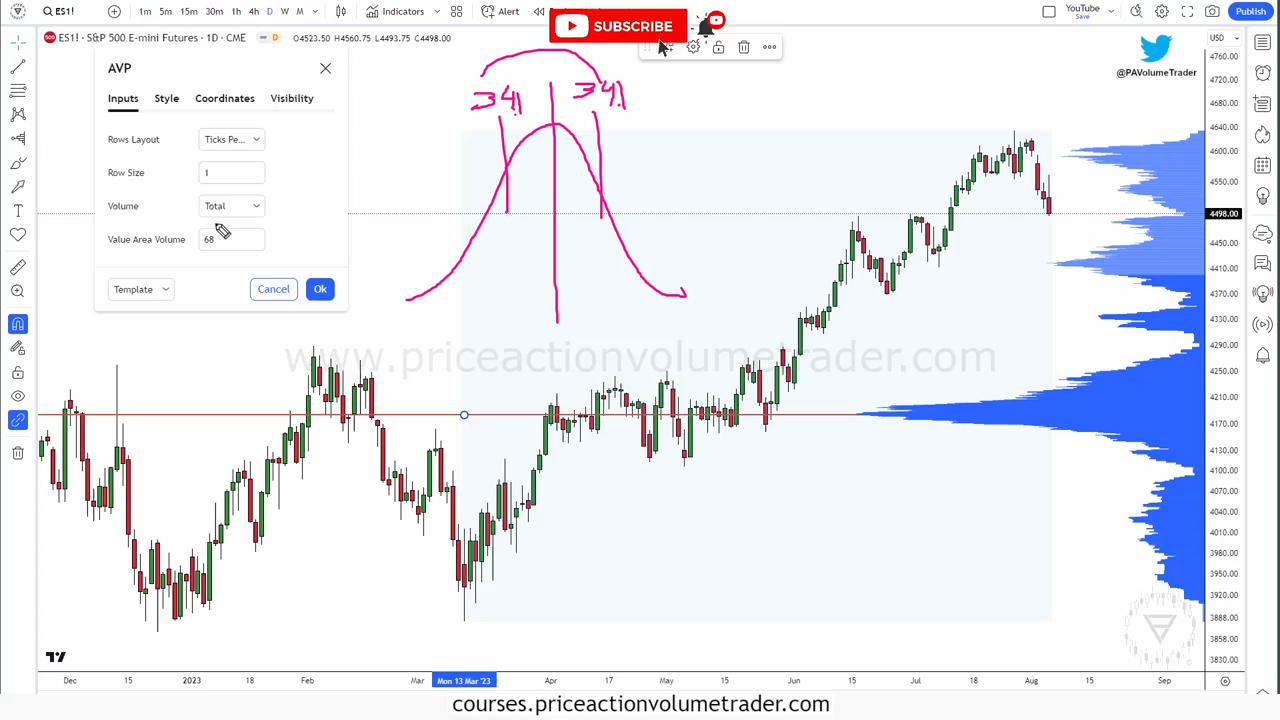 ES1!
1m 5m 15m 30m 1h 4h D W M
Indicators
Alert
SUBSCRIBE
YouTube
Save
Publish
500 ES1! · S&P 500 E-mini Futures · 1D · CME
D
O4523.50 H4560.75 L4493.75 C4498.00
USD
@PAVolumeTrader
AVP
Inputs Style Coordinates Visibility
Rows Layout Ticks Pe...
Row Size 1
Volume Total
Value Area Volume 68
Template Cancel Ok
34.1 34.1
4760.00
4720.00
4680.00
4640.00
4600.00
4550.00
4498.00
4450.00
4410.00
4370.00
4330.00
4290.00
4250.00
4210.00
4170.00
4130.00
4100.00
4070.00
4040.00
4010.00
3980.00
3950.00
3920.00
3888.00
3858.00
3830.00
www.priceactionvolumetrader.com
Dec 15 2023 18 Feb Mar Mon 13 Mar '23 Apr 17 May 15 Jun 15 Jul 17 Aug 15 Sep
courses.priceactionvolumetrader.com